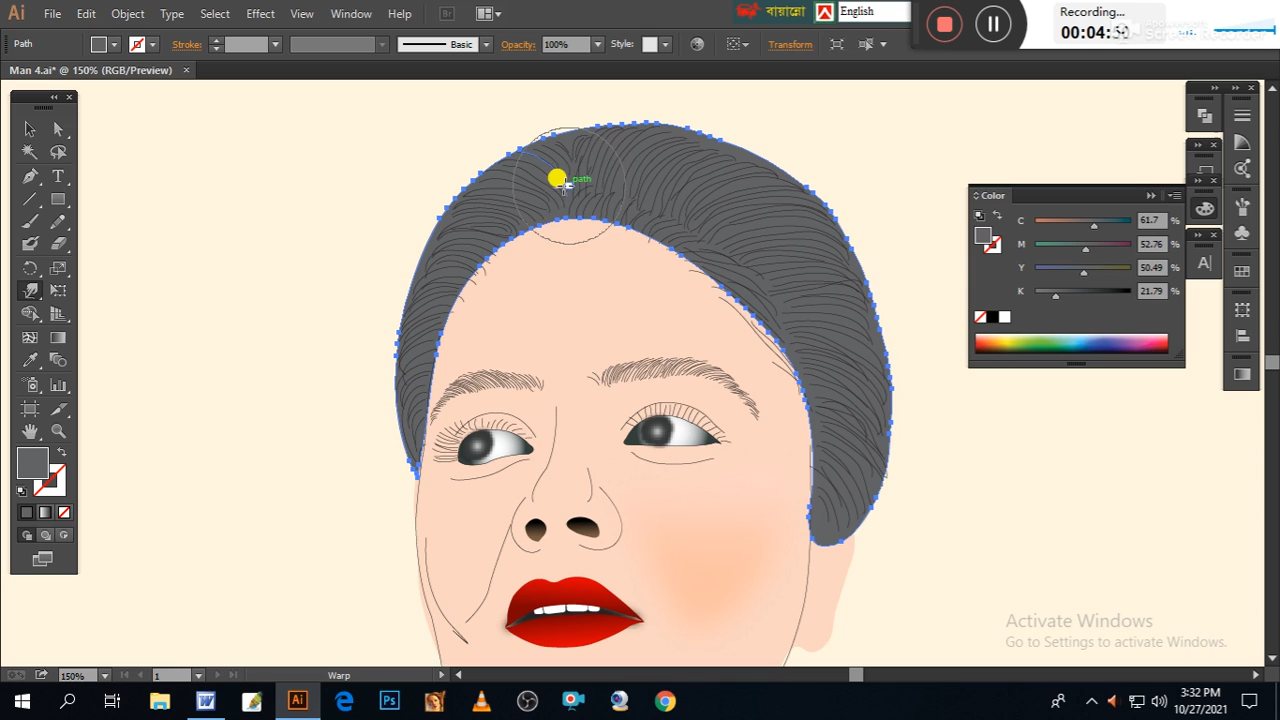 Ai File Edit Object Type Select Effect View Window Help Br
বায়ান্নো English
Recording...
00:04:50
Path Stroke: Basic Opacity: 100% Style: Transform
Man 4.ai* @ 150% (RGB/Preview)
path
Color
C 61.7 %
M 52.76 %
Y 50.49 %
K 21.79 %
Activate Windows
Go to Settings to activate Windows.
150% 1 Warp
3:32 PM
10/27/2021